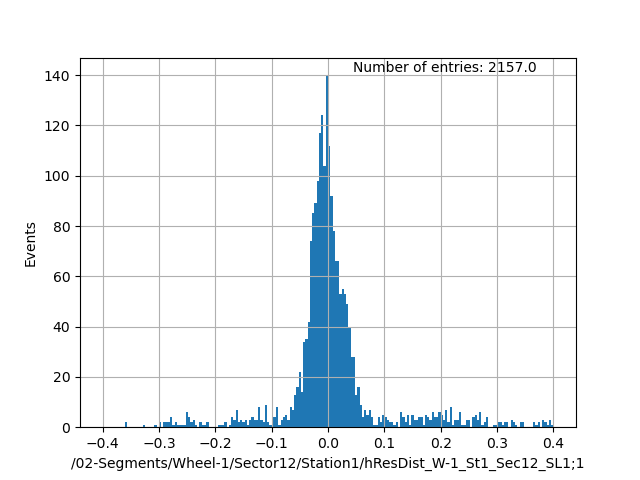 Number of entries: 2157.0
140
120
100
80
60
40
20
0
Events
−0.4 −0.3 −0.2 −0.1 0.0 0.1 0.2 0.3 0.4
/02-Segments/Wheel-1/Sector12/Station1/hResDist_W-1_St1_Sec12_SL1;1